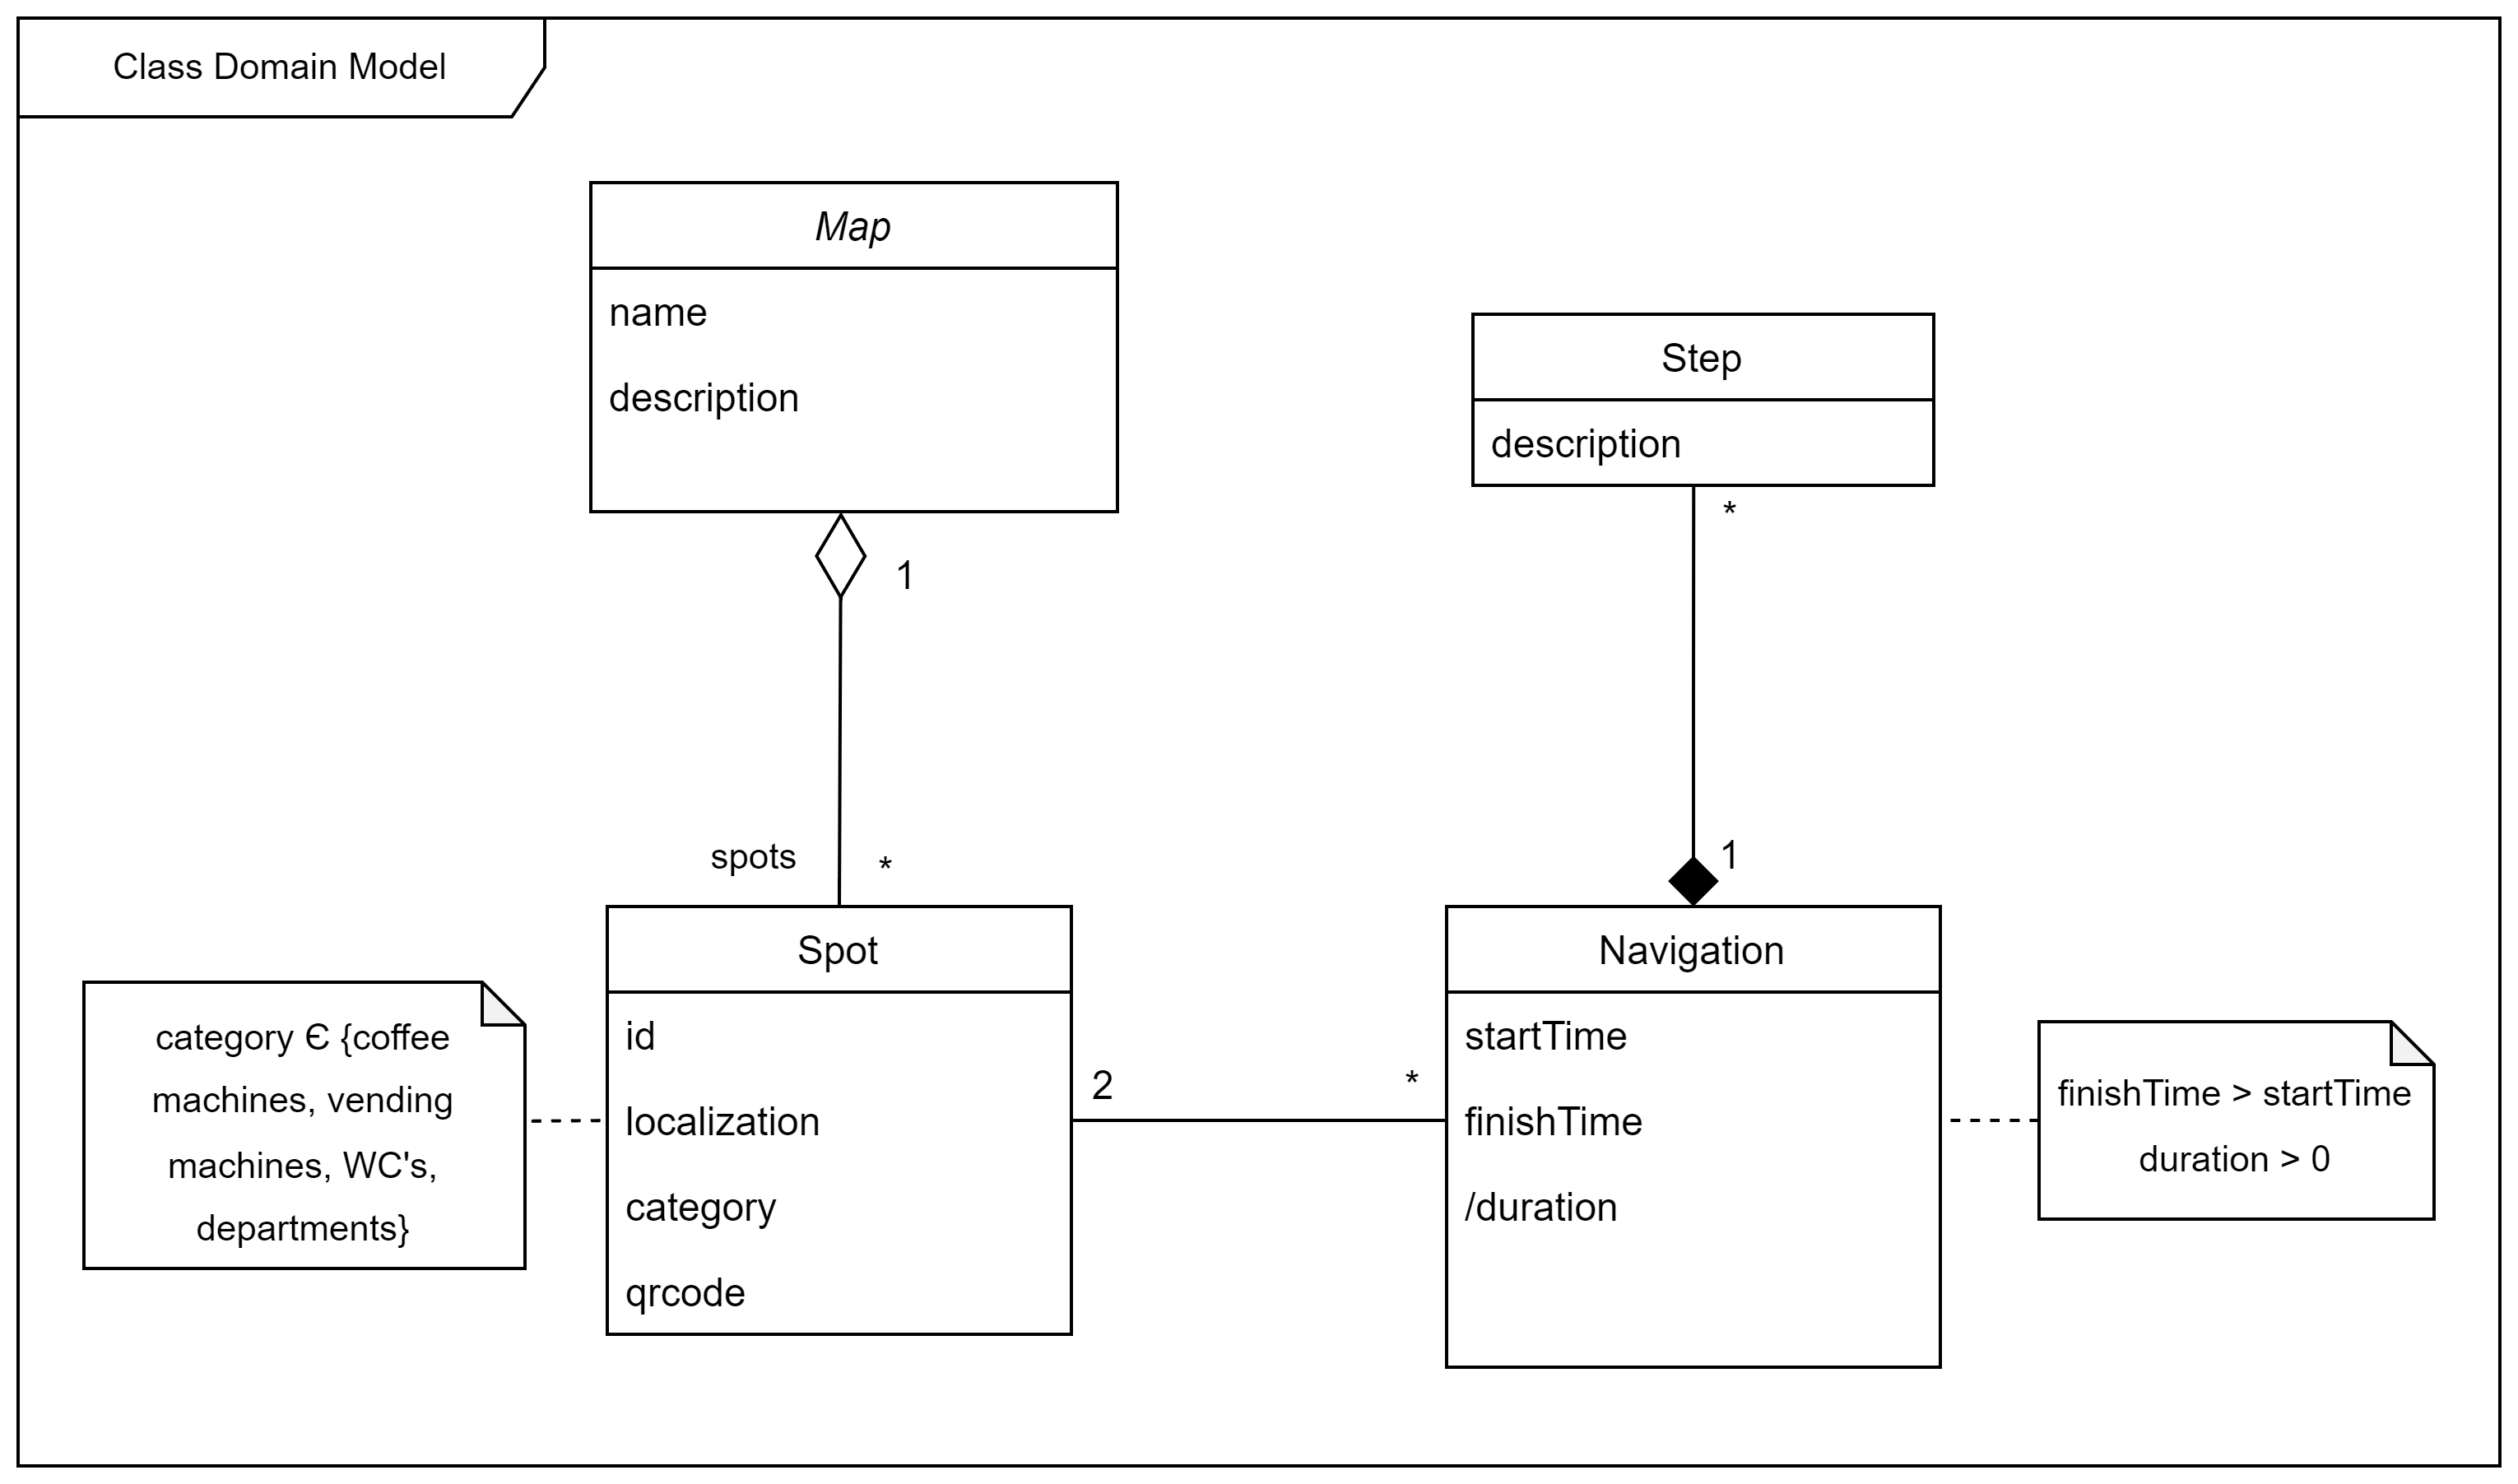 Class Domain Model
Map
name
description
1
spots
*
Step
description
*
1
Spot
id
localization
category
qrcode
category Є {coffee
machines, vending
machines, WC's,
departments}
2
*
Navigation
startTime
finishTime
/duration
finishTime > startTime
duration > 0